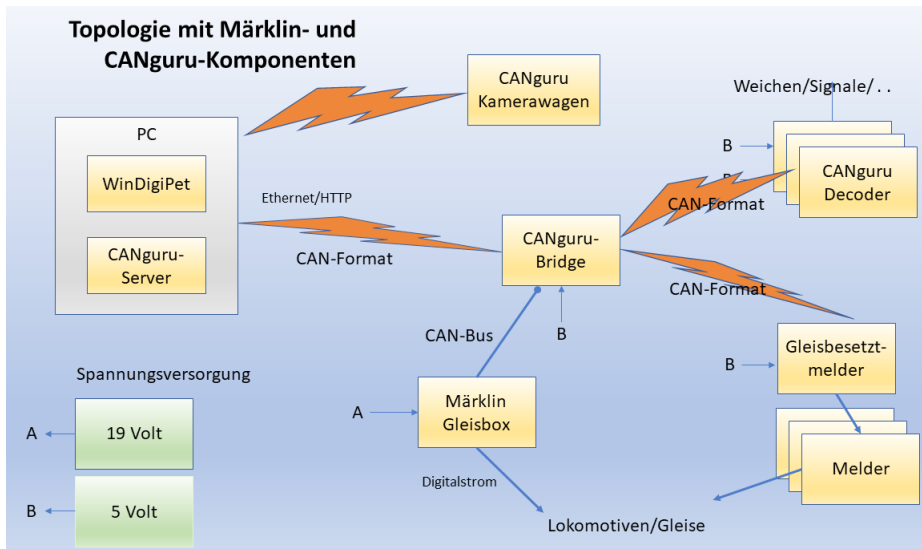 Topologie mit Märklin- und
CANguru-Komponenten
CANguru
Kamerawagen
Weichen/Signale/ . .
PC
WinDigiPet
CANguru-
Server
Ethernet/HTTP
CAN-Format
CANguru-
Bridge
B
CAN-Format
B
CANguru
Decoder
CAN-Format
B
Gleisbesetzt-
melder
CAN-Bus
Märklin
Gleisbox
A
Digitalstrom
Melder
Lokomotiven/Gleise
Spannungsversorgung
A
19 Volt
B
5 Volt